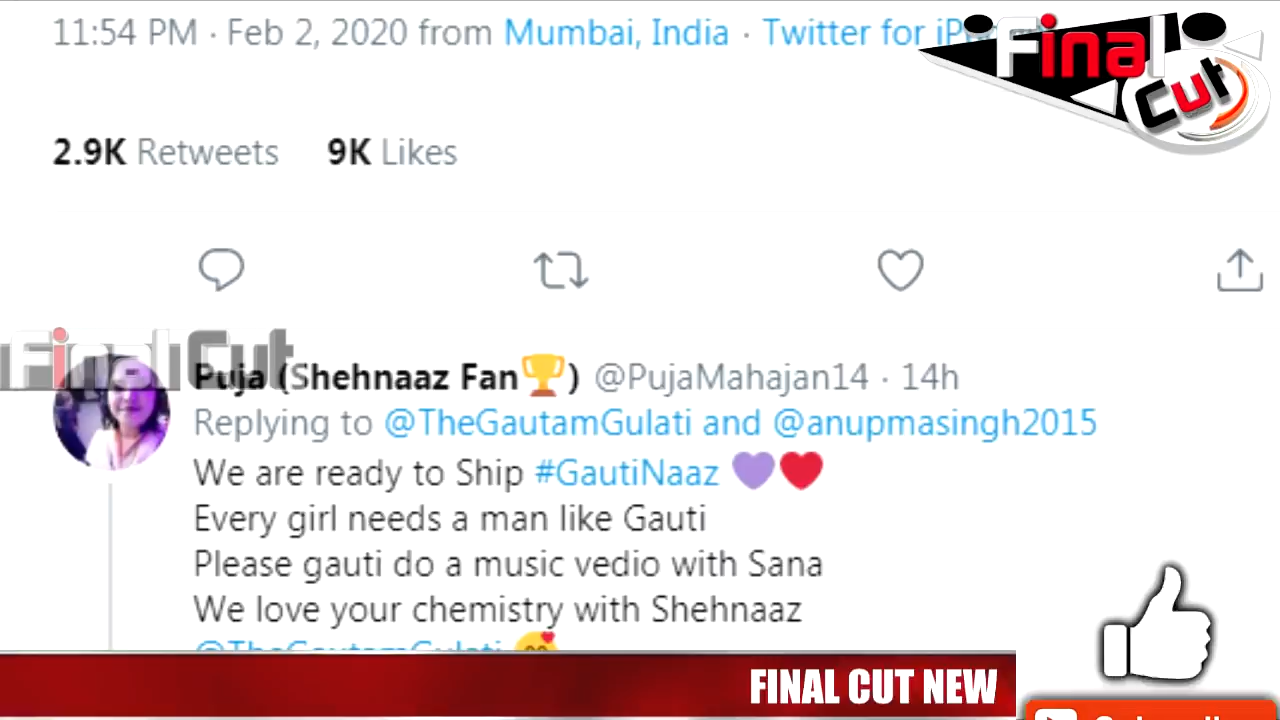 11:54 PM · Feb 2, 2020 from Mumbai, India · Twitter for
Final
Cut
2.9K Retweets 9K Likes
Final Cut
Puja (Shehnaaz Fan🏆) @PujaMahajan14 · 14h
Replying to @TheGautamGulati and @anupmasingh2015
We are ready to Ship #GautiNaaz 💜❤️
Every girl needs a man like Gauti
Please gauti do a music vedio with Sana
We love your chemistry with Shehnaaz
@TheGautamGulati 🥰
FINAL CUT NEW